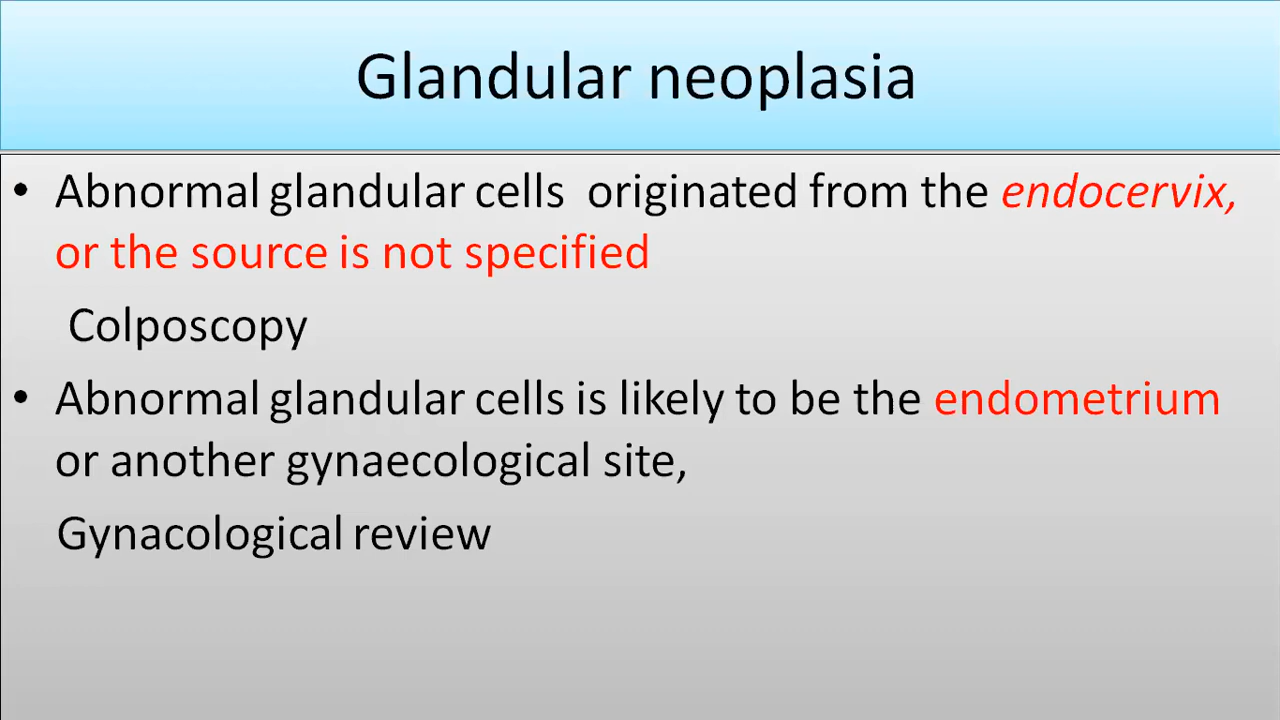 Glandular neoplasia
• Abnormal glandular cells originated from the endocervix,
or the source is not specified
Colposcopy
• Abnormal glandular cells is likely to be the endometrium
or another gynaecological site,
Gynacological review